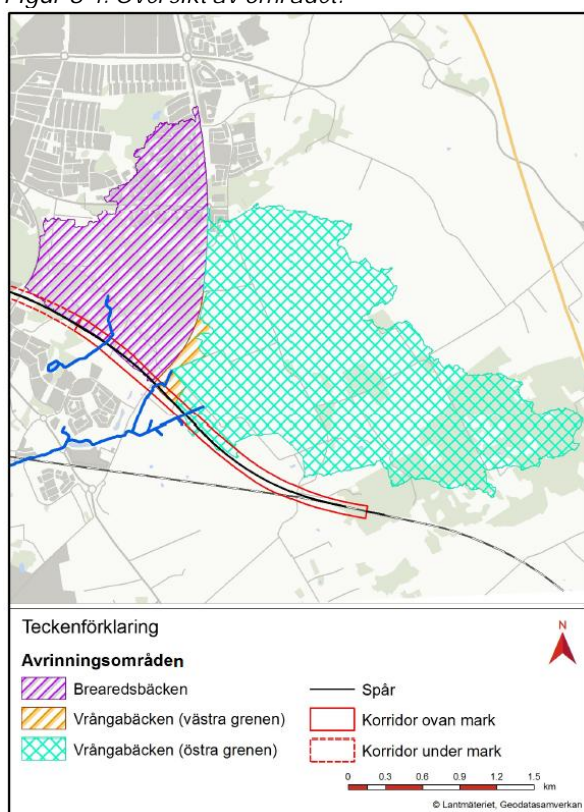 Figur 3-1. Översikt av området.
Teckenförklaring
N
Avrinningsområden
Brearedsbäcken
Vrångabäcken (västra grenen)
Vrångabäcken (östra grenen)
Spår
Korridor ovan mark
Korridor under mark
0 0.3 0.6 0.9 1.2 1.5
km
© Lantmäteriet, Geodatasamverkan